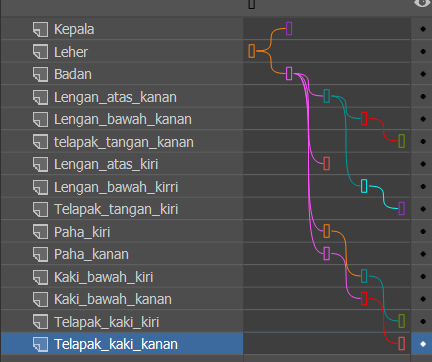 Kepala
Leher
Badan
Lengan_atas_kanan
Lengan_bawah_kanan
telapak_tangan_kanan
Lengan_atas_kiri
Lengan_bawah_kirri
Telapak_tangan_kiri
Paha_kiri
Paha_kanan
Kaki_bawah_kiri
Kaki_bawah_kanan
Telapak_kaki_kiri
Telapak_kaki_kanan